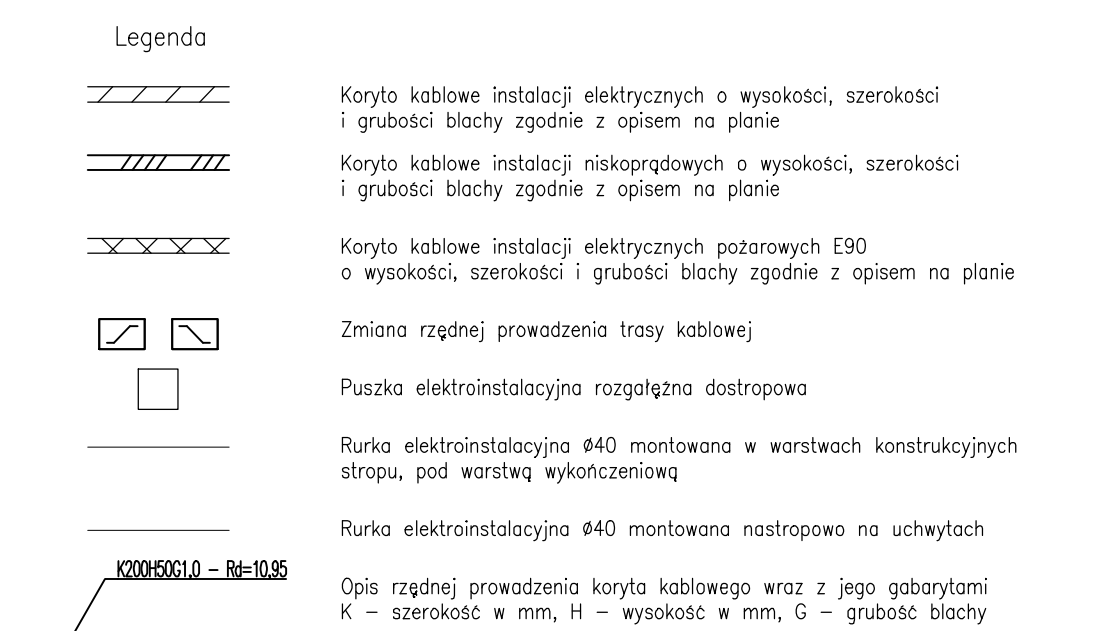 Legenda
Koryto kablowe instalacji elektrycznych o wysokości, szerokości
i grubości blachy zgodnie z opisem na planie
Koryto kablowe instalacji niskoprądowych o wysokości, szerokości
i grubości blachy zgodnie z opisem na planie
Koryto kablowe instalacji elektrycznych pożarowych E90
o wysokości, szerokości i grubości blachy zgodnie z opisem na planie
Zmiana rzędnej prowadzenia trasy kablowej
Puszka elektroinstalacyjna rozgałęźna dostropowa
Rurka elektroinstalacyjna Ø40 montowana w warstwach konstrukcyjnych
stropu, pod warstwą wykończeniową
Rurka elektroinstalacyjna Ø40 montowana nastropowo na uchwytach
K200H50G1.0 – Rd=10,95
Opis rzędnej prowadzenia koryta kablowego wraz z jego gabarytami
K – szerokość w mm, H – wysokość w mm, G – grubość blachy